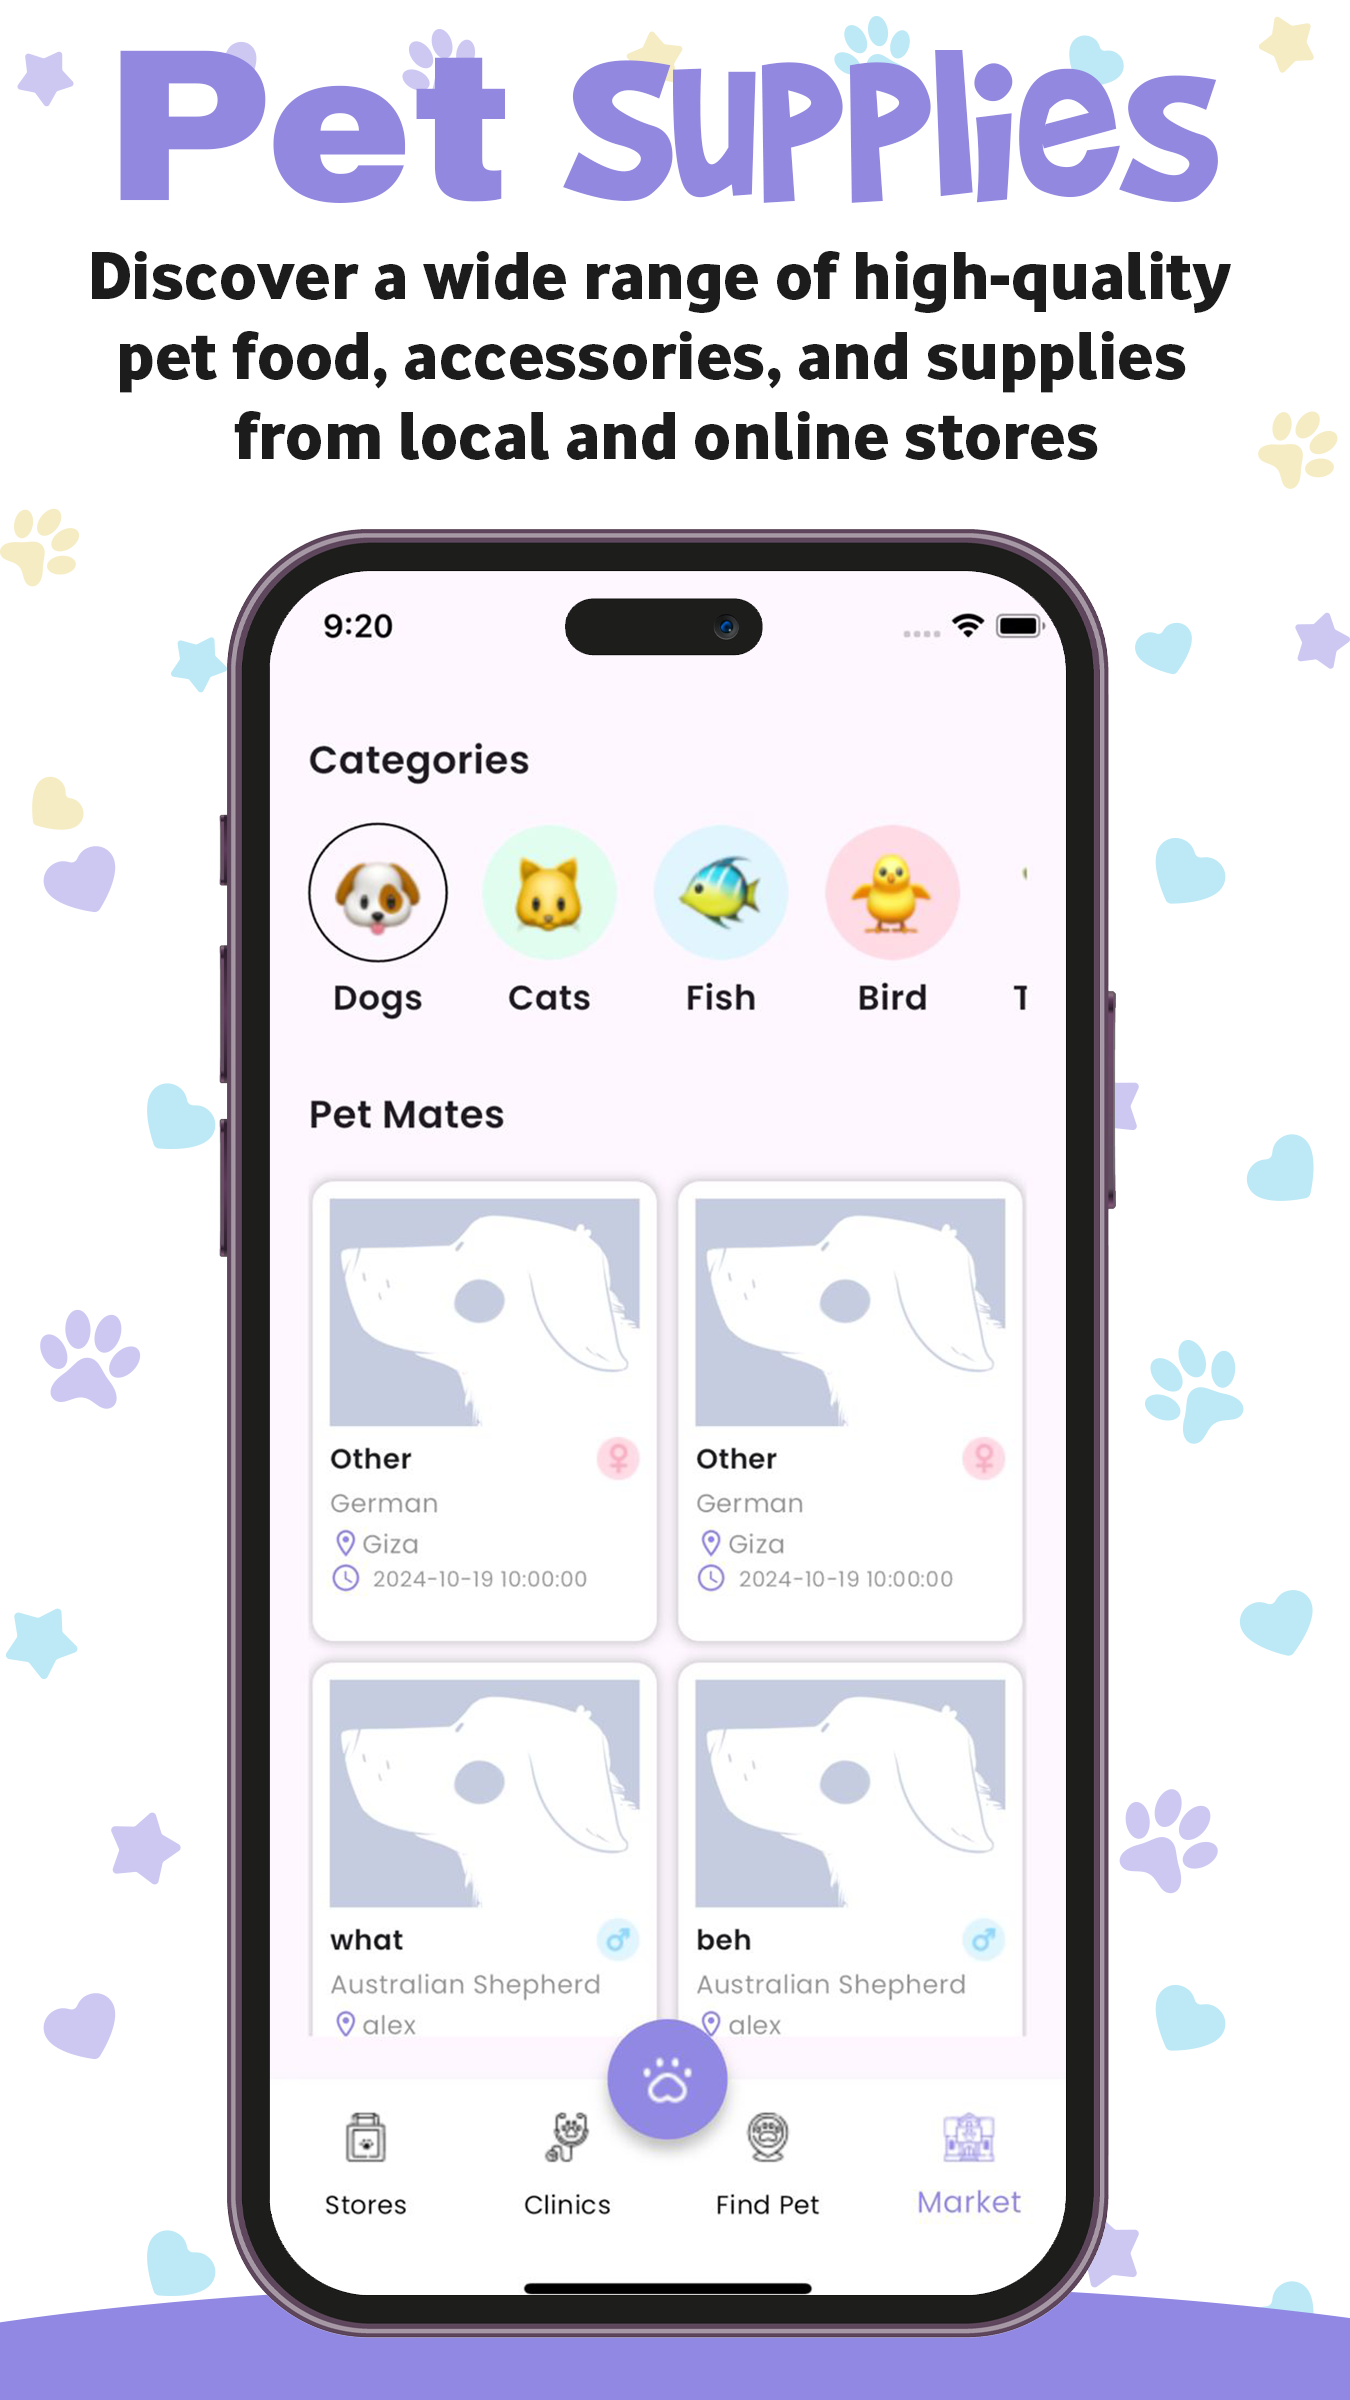 Pet Supplies
Discover a wide range of high-quality
pet food, accessories, and supplies
from local and online stores
9:20
Categories
Dogs Cats Fish Bird T
Pet Mates
Other Other
German German
Giza Giza
2024-10-19 10:00:00 2024-10-19 10:00:00
what beh
Australian Shepherd Australian Shepherd
alex alex
Stores Clinics Find Pet Market